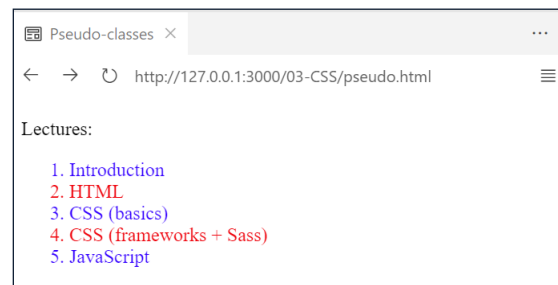 Pseudo-classes
http://127.0.0.1:3000/03-CSS/pseudo.html
Lectures:
1. Introduction
2. HTML
3. CSS (basics)
4. CSS (frameworks + Sass)
5. JavaScript